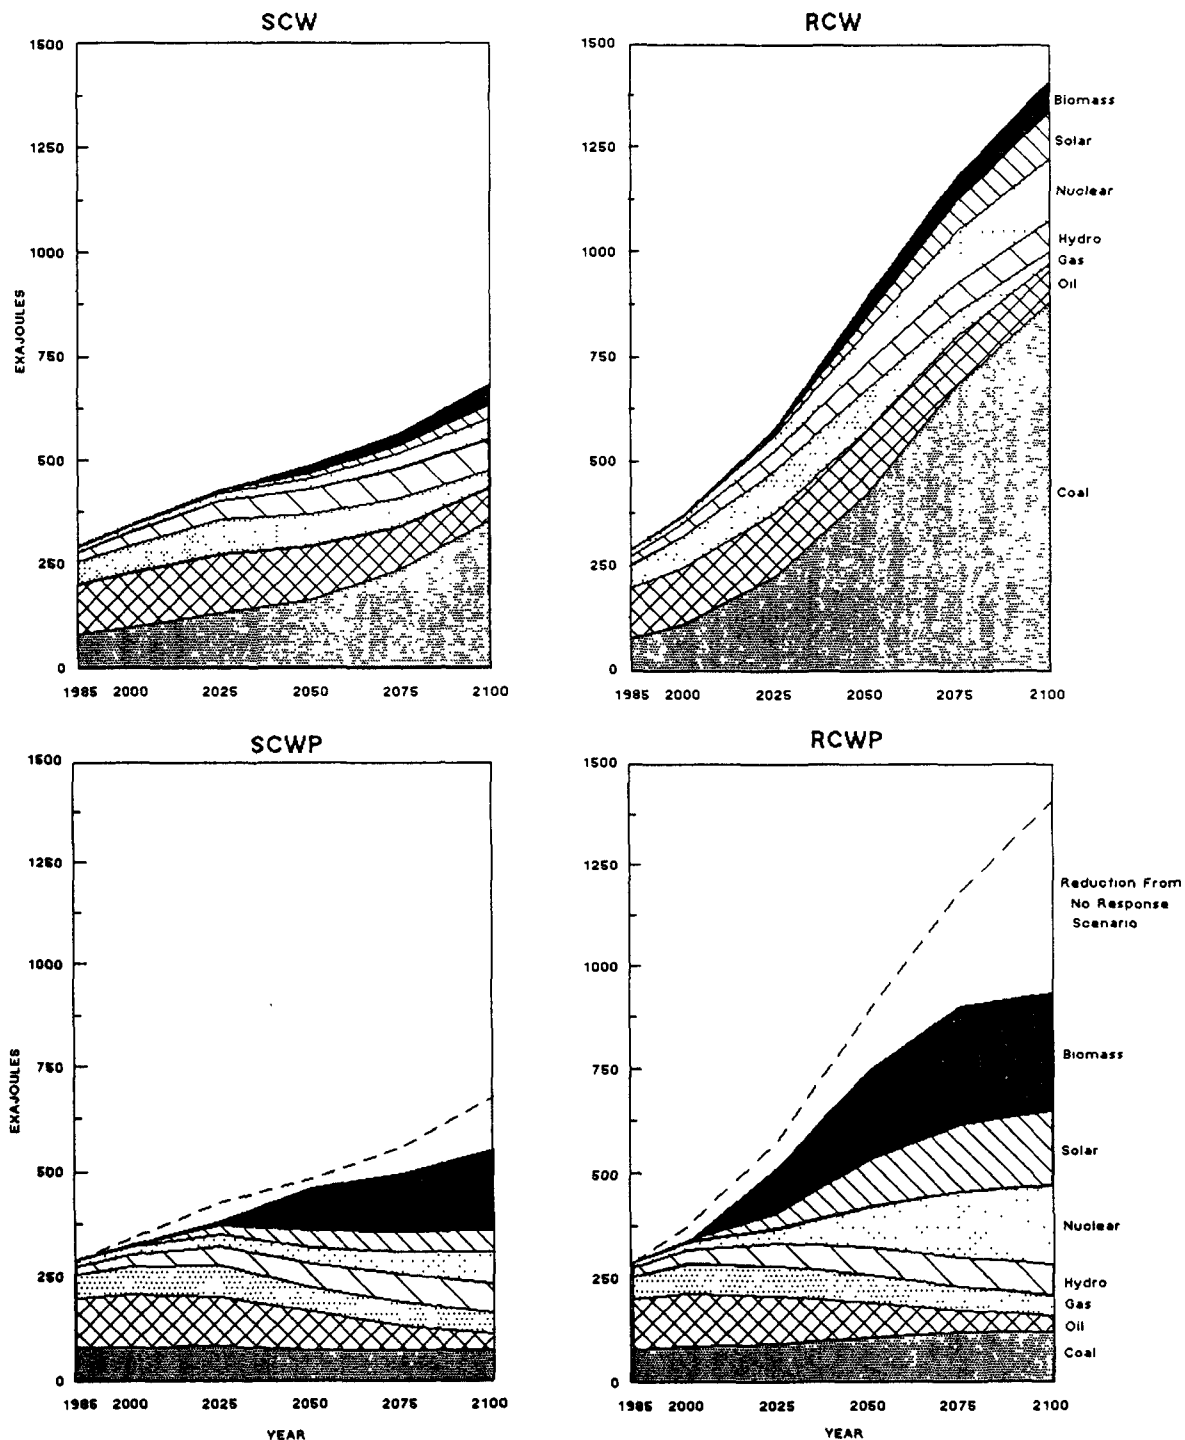 SCW
1500
1250
1000
750
500
250
0
EXAJOULES
1985 2000 2025 2050 2075 2100
RCW
1500
1250
1000
750
500
250
0
1985 2000 2025 2050 2075 2100
Biomass
Solar
Nuclear
Hydro
Gas
Oil
Coal
SCWP
1500
1250
1000
750
500
250
0
EXAJOULES
1985 2000 2025 2050 2075 2100
YEAR
RCWP
1500
1250
1000
750
500
250
0
1985 2000 2025 2050 2075 2100
YEAR
Reduction From
No Response
Scenario
Biomass
Solar
Nuclear
Hydro
Gas
Oil
Coal